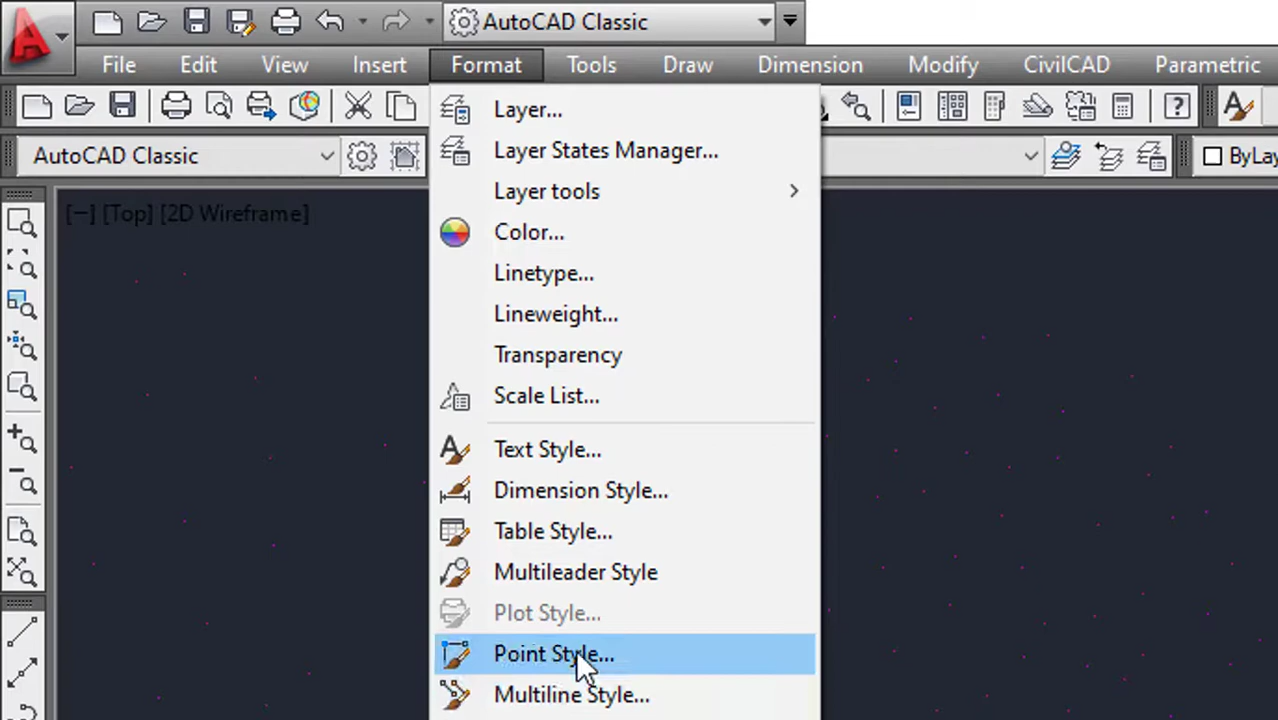 AutoCAD Classic
File Edit View Insert Format Tools Draw Dimension Modify CivilCAD Parametric
AutoCAD Classic
[−] [Top] [2D Wireframe]
Layer...
Layer States Manager...
Layer tools
Color...
Linetype...
Lineweight...
Transparency
Scale List...
Text Style...
Dimension Style...
Table Style...
Multileader Style
Plot Style...
Point Style...
Multiline Style...
ByLay